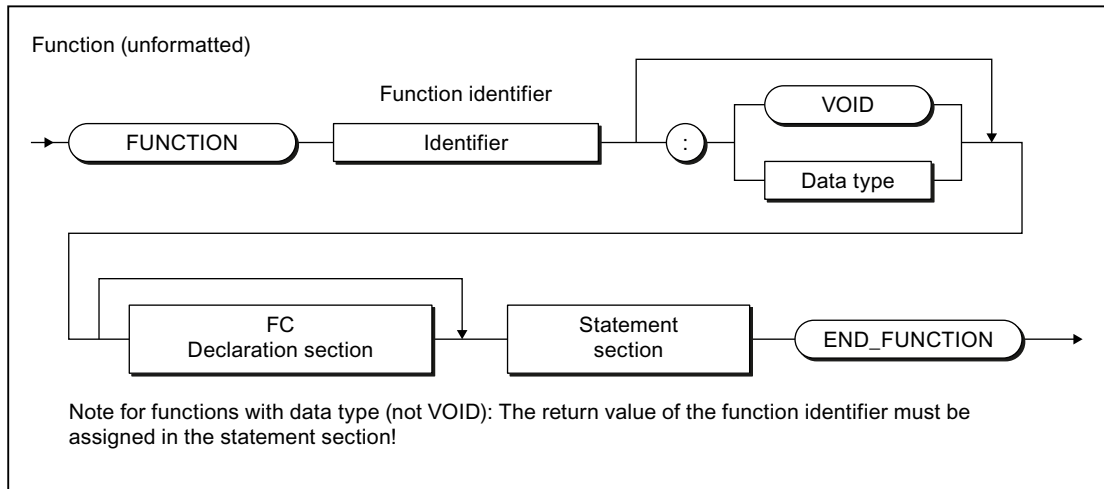 Function (unformatted)
Function identifier
VOID
FUNCTION
Identifier
:
Data type
FC
Declaration section
Statement
section
END_FUNCTION
Note for functions with data type (not VOID): The return value of the function identifier must be
assigned in the statement section!